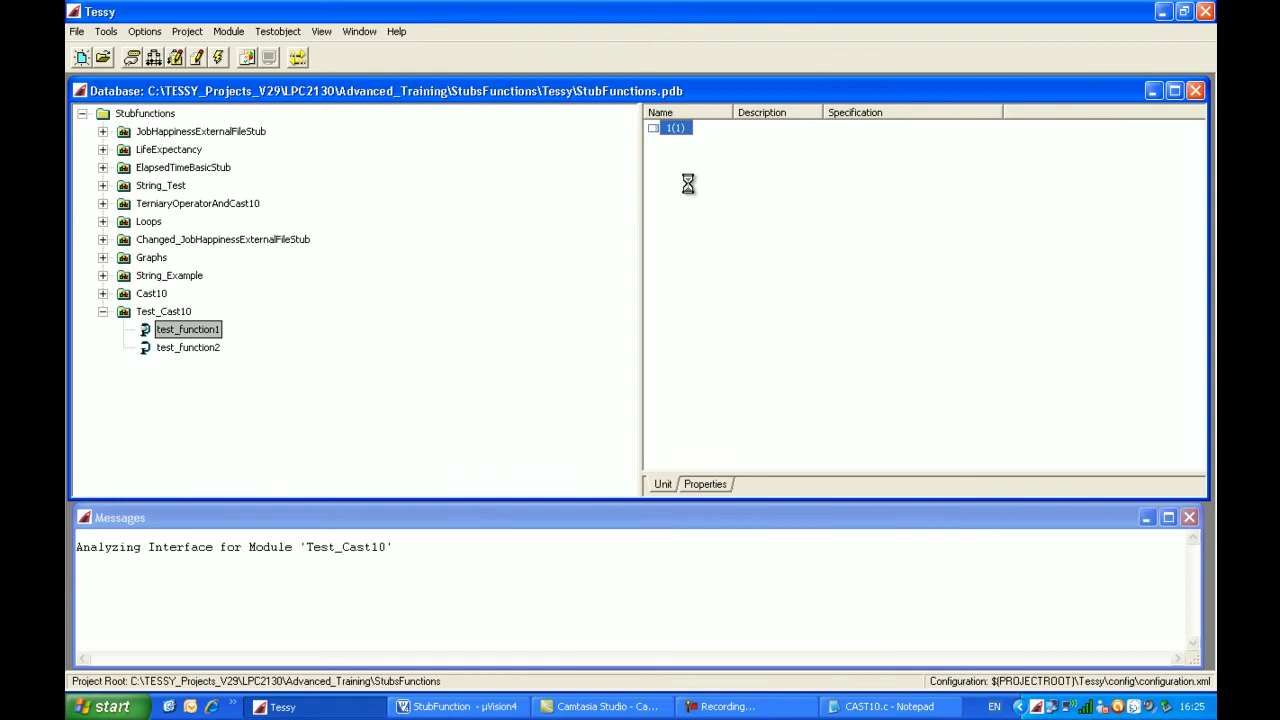 Tessy
File Tools Options Project Module Testobject View Window Help
Database: C:\TESSY_Projects_V29\LPC2130\Advanced_Training\StubsFunctions\Tessy\StubFunctions.pdb
Stubfunctions
JobHappinessExternalFileStub
LifeExpectancy
ElapsedTimeBasicStub
String_Test
TerniaryOperatorAndCast10
Loops
Changed_JobHappinessExternalFileStub
Graphs
String_Example
Cast10
Test_Cast10
test_function1
test_function2
Name Description Specification
1(1)
Unit Properties
Messages
Analyzing Interface for Module 'Test_Cast10'
Project Root: C:\TESSY_Projects_V29\LPC2130\Advanced_Training\StubsFunctions Configuration: $(PROJECTROOT)\Tessy\config\configuration.xml
start Tessy StubFunction - µVision4 Camtasia Studio - Ca... Recording... CAST10.c - Notepad EN 16:25